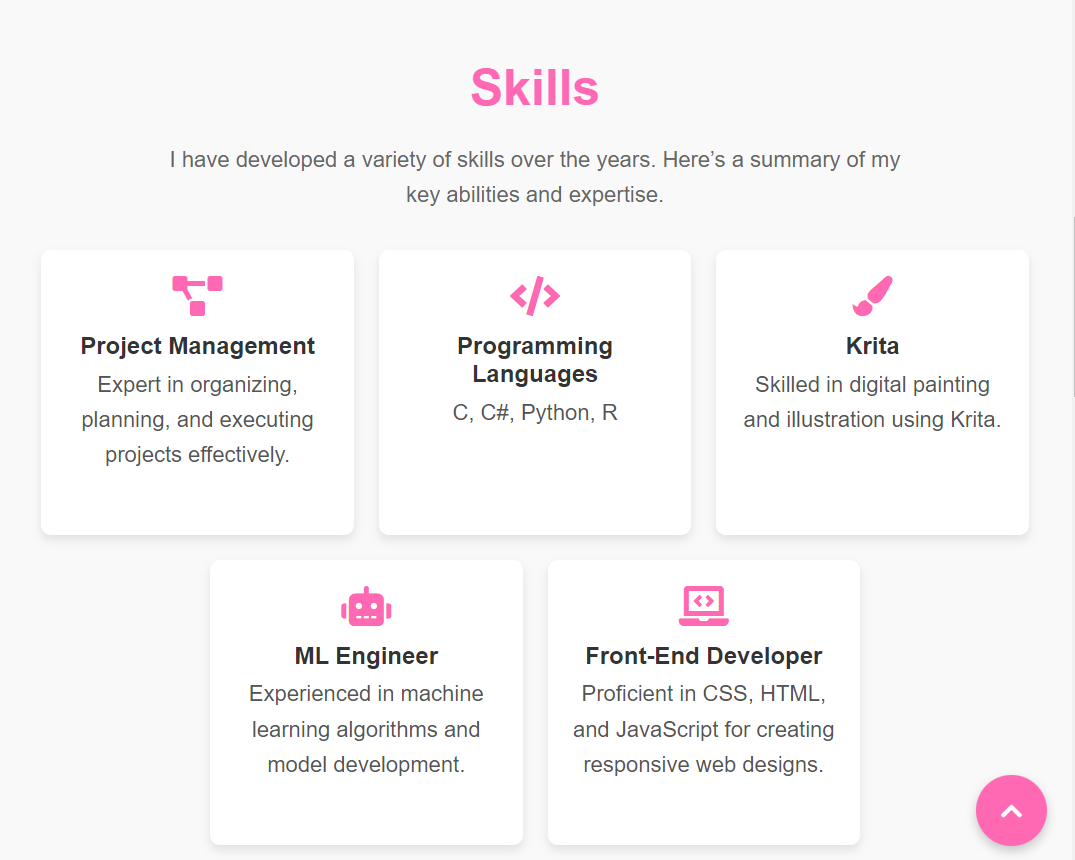 Skills
I have developed a variety of skills over the years. Here’s a summary of my
key abilities and expertise.
Project Management
Expert in organizing,
planning, and executing
projects effectively.
Programming
Languages
C, C#, Python, R
Krita
Skilled in digital painting
and illustration using Krita.
ML Engineer
Experienced in machine
learning algorithms and
model development.
Front-End Developer
Proficient in CSS, HTML,
and JavaScript for creating
responsive web designs.